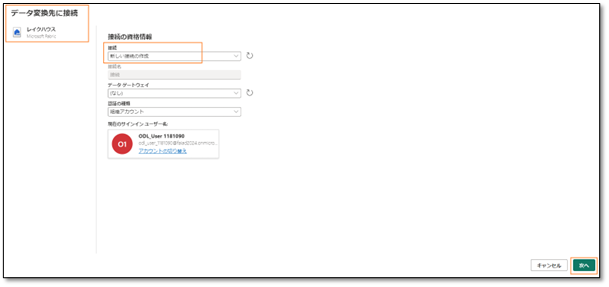 データ変換先に接続
レイクハウス
Microsoft Fabric
接続の資格情報
接続
新しい接続の作成
接続名
接続
データ ゲートウェイ
(なし)
認証の種類
組織アカウント
現在のサインイン ユーザー名:
O1
ODL_User 1181090
アカウントの切り替え
キャンセル
次へ